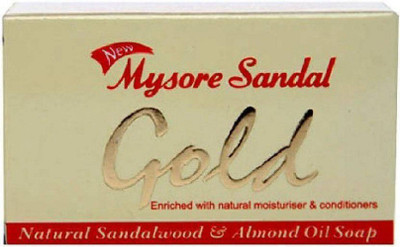 New
Mysore Sandal
Gold
Enriched with natural moisturiser & conditioners
Natural Sandalwood & Almond Oil Soap